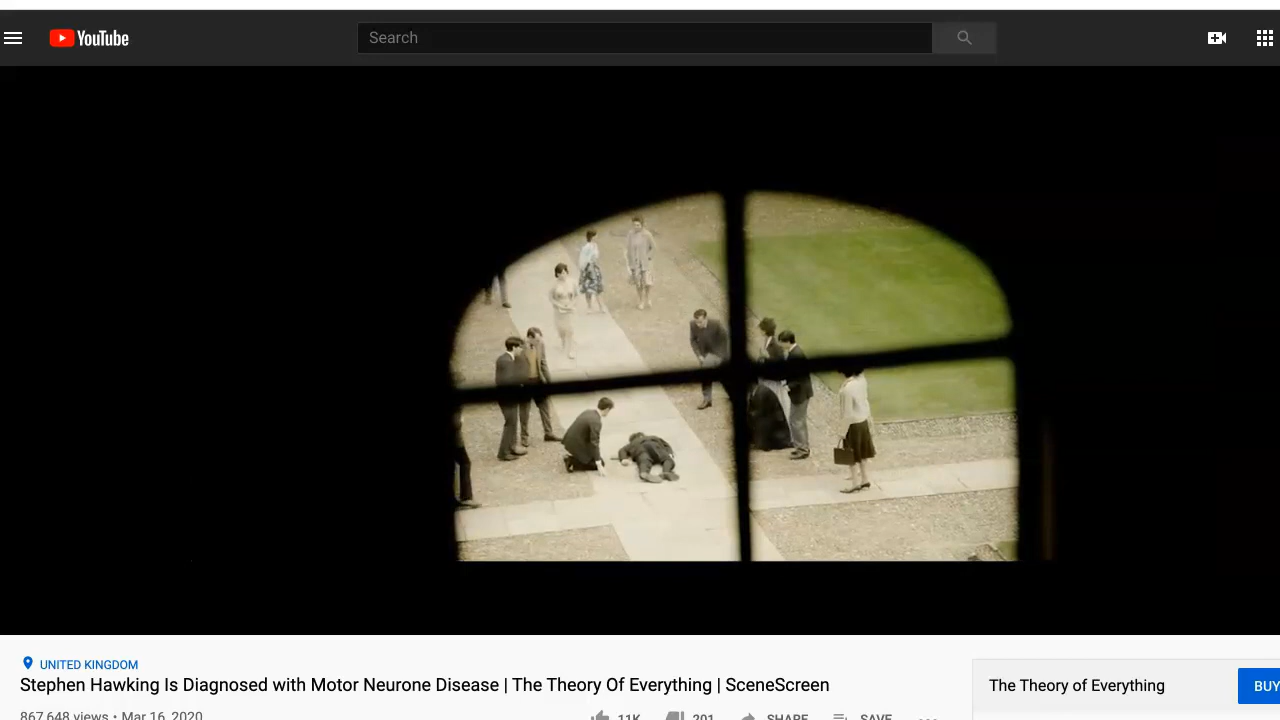 YouTube
Search
UNITED KINGDOM
Stephen Hawking Is Diagnosed with Motor Neurone Disease | The Theory Of Everything | SceneScreen
The Theory of Everything
BUY
867,648 views • Mar 16, 2020
11K
201
SHARE
SAVE